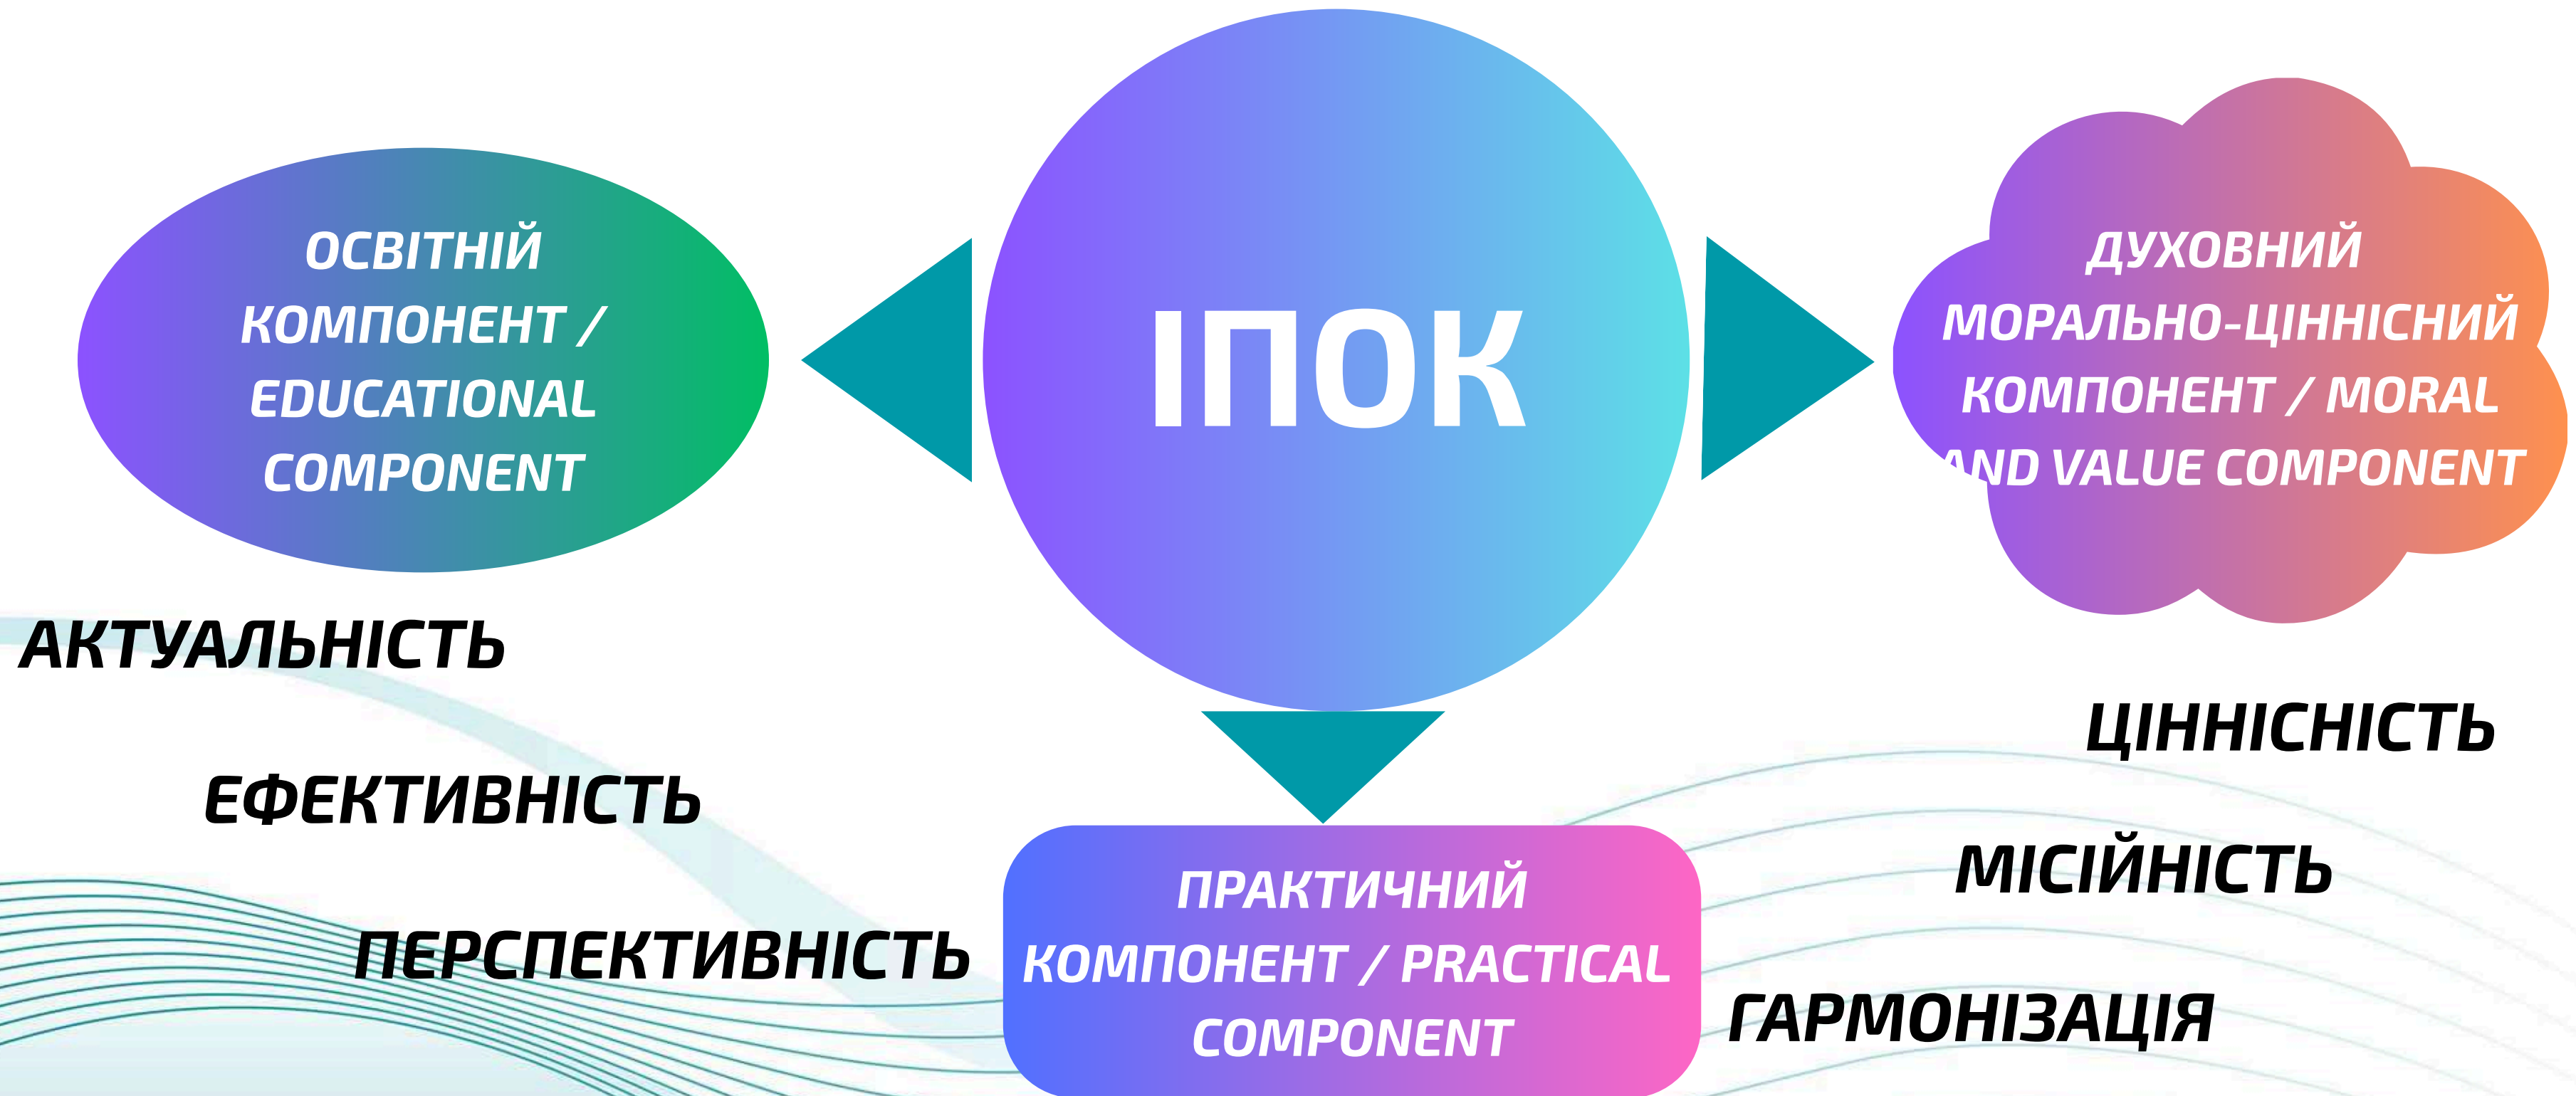 ОСВІТНІЙ
КОМПОНЕНТ /
EDUCATIONAL
COMPONENT
ІПОК
ДУХОВНИЙ
МОРАЛЬНО-ЦІННІСНИЙ
КОМПОНЕНТ / MORAL
AND VALUE COMPONENT
АКТУАЛЬНІСТЬ
ЕФЕКТИВНІСТЬ
ПЕРСПЕКТИВНІСТЬ
ПРАКТИЧНИЙ
КОМПОНЕНТ / PRACTICAL
COMPONENT
ЦІННІСНІСТЬ
МІСІЙНІСТЬ
ГАРМОНІЗАЦІЯ